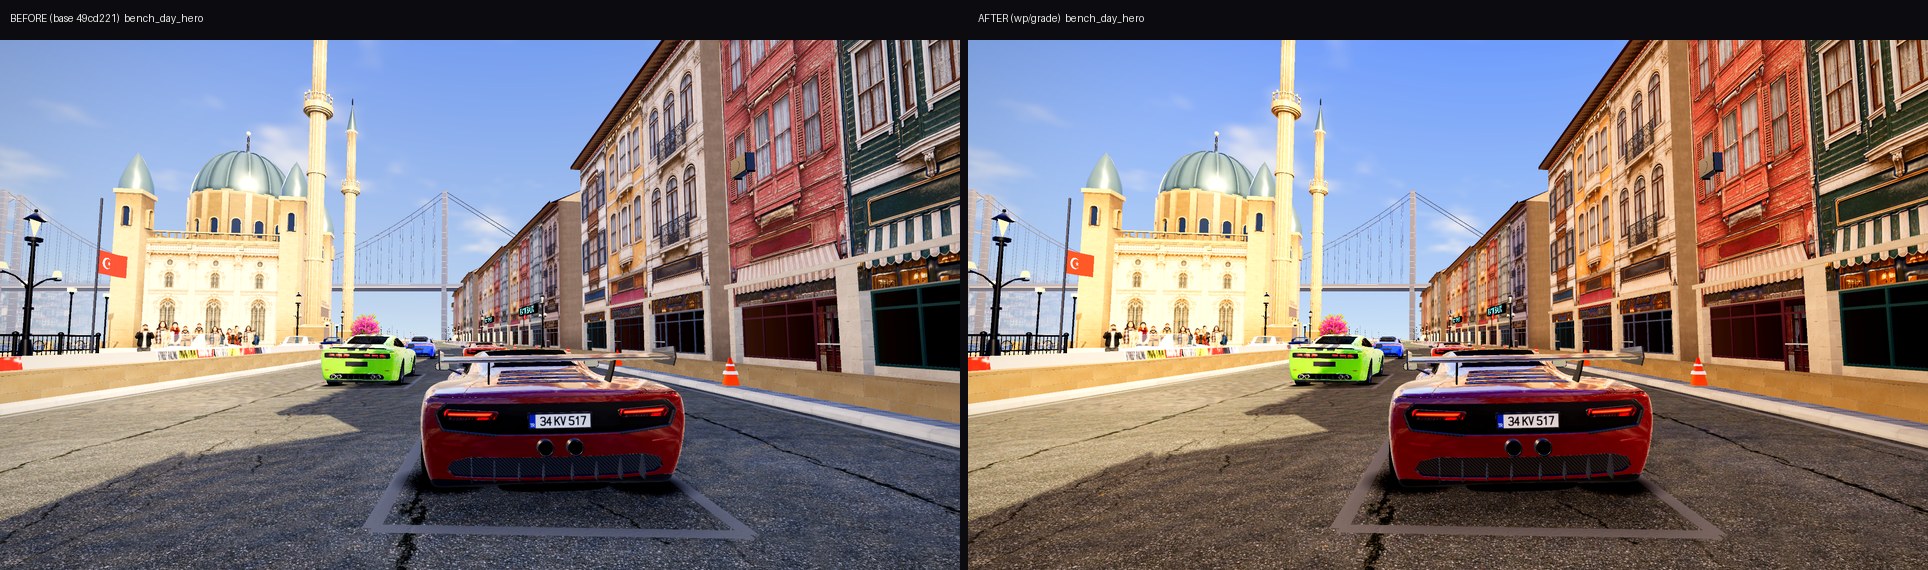 BEFORE (base 49cd221) bench_day_hero
AFTER (wp/grade) bench_day_hero
34 KV 517
34 KV 517